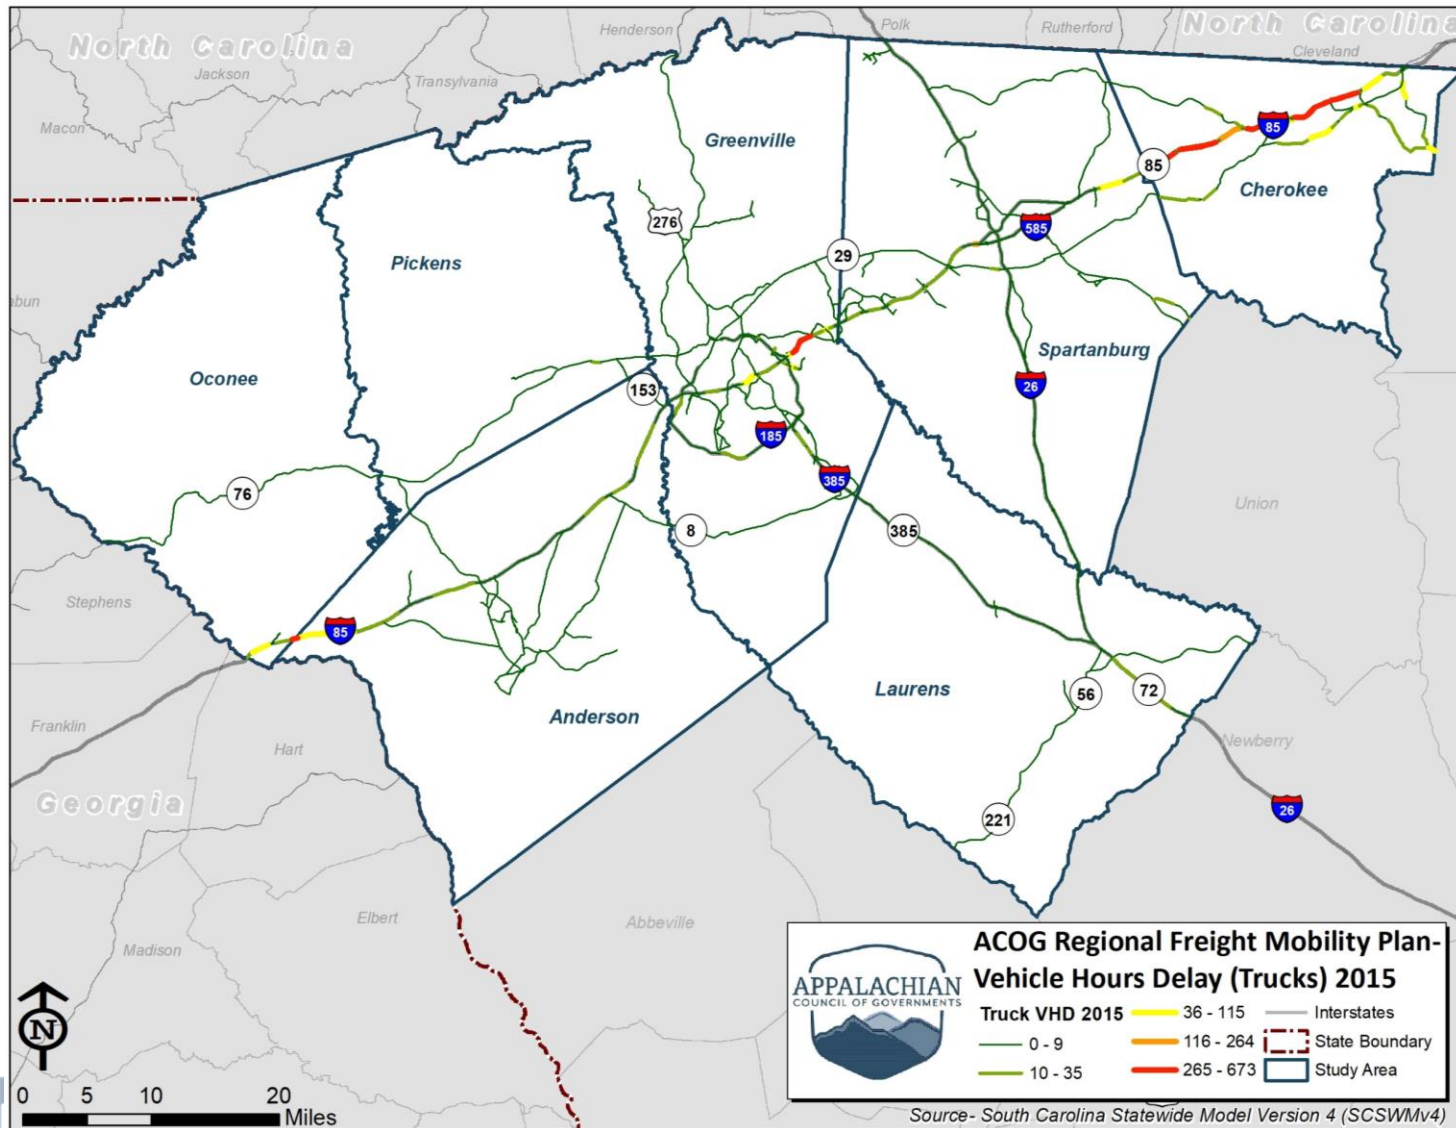 North Carolina
North Carolina
Henderson
Polk
Rutherford
Cleveland
Jackson
Transylvania
Macon
Greenville
85
85
Cherokee
276
585
29
Pickens
abun
Oconee
Spartanburg
153
26
185
385
76
8
385
Union
Stephens
85
Laurens
56
72
Anderson
Franklin
Hart
Newberry
Georgia
26
221
Elbert
Abbeville
Madison
N
0 5 10 20
Miles
APPALACHIAN
COUNCIL OF GOVERNMENTS
ACOG Regional Freight Mobility Plan-
Vehicle Hours Delay (Trucks) 2015
Truck VHD 2015
0 - 9
10 - 35
36 - 115
116 - 264
265 - 673
Interstates
State Boundary
Study Area
Source- South Carolina Statewide Model Version 4 (SCSWMv4)